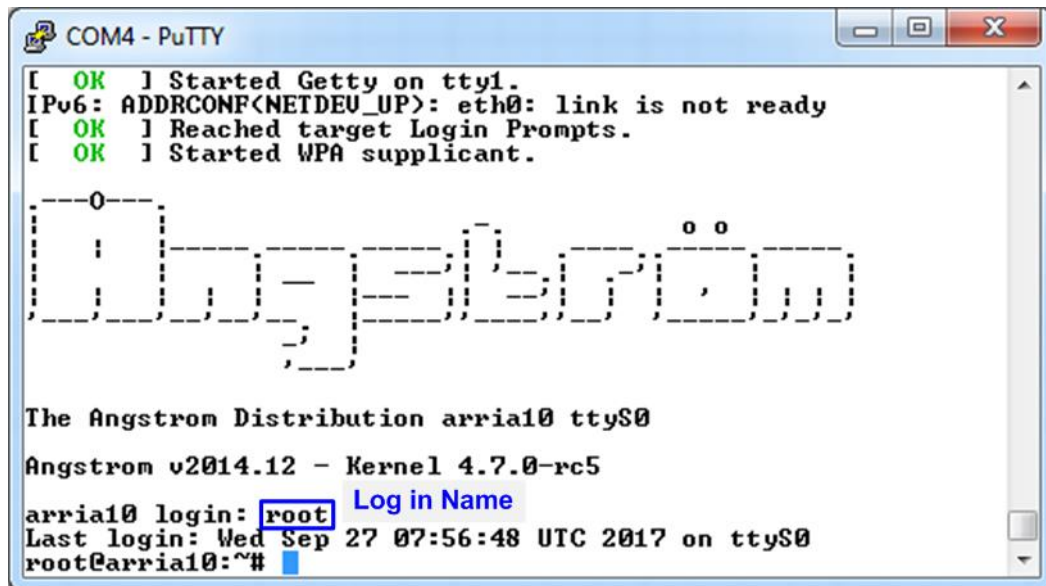 COM4 - PuTTY
[  OK  ] Started Getty on tty1.
IPv6: ADDRCONF(NETDEV_UP): eth0: link is not ready
[  OK  ] Reached target Login Prompts.
[  OK  ] Started WPA supplicant.
Angström
The Angstrom Distribution arria10 ttyS0
Angstrom v2014.12 - Kernel 4.7.0-rc5
arria10 login: root Log in Name
Last login: Wed Sep 27 07:56:48 UTC 2017 on ttyS0
root@arria10:~#